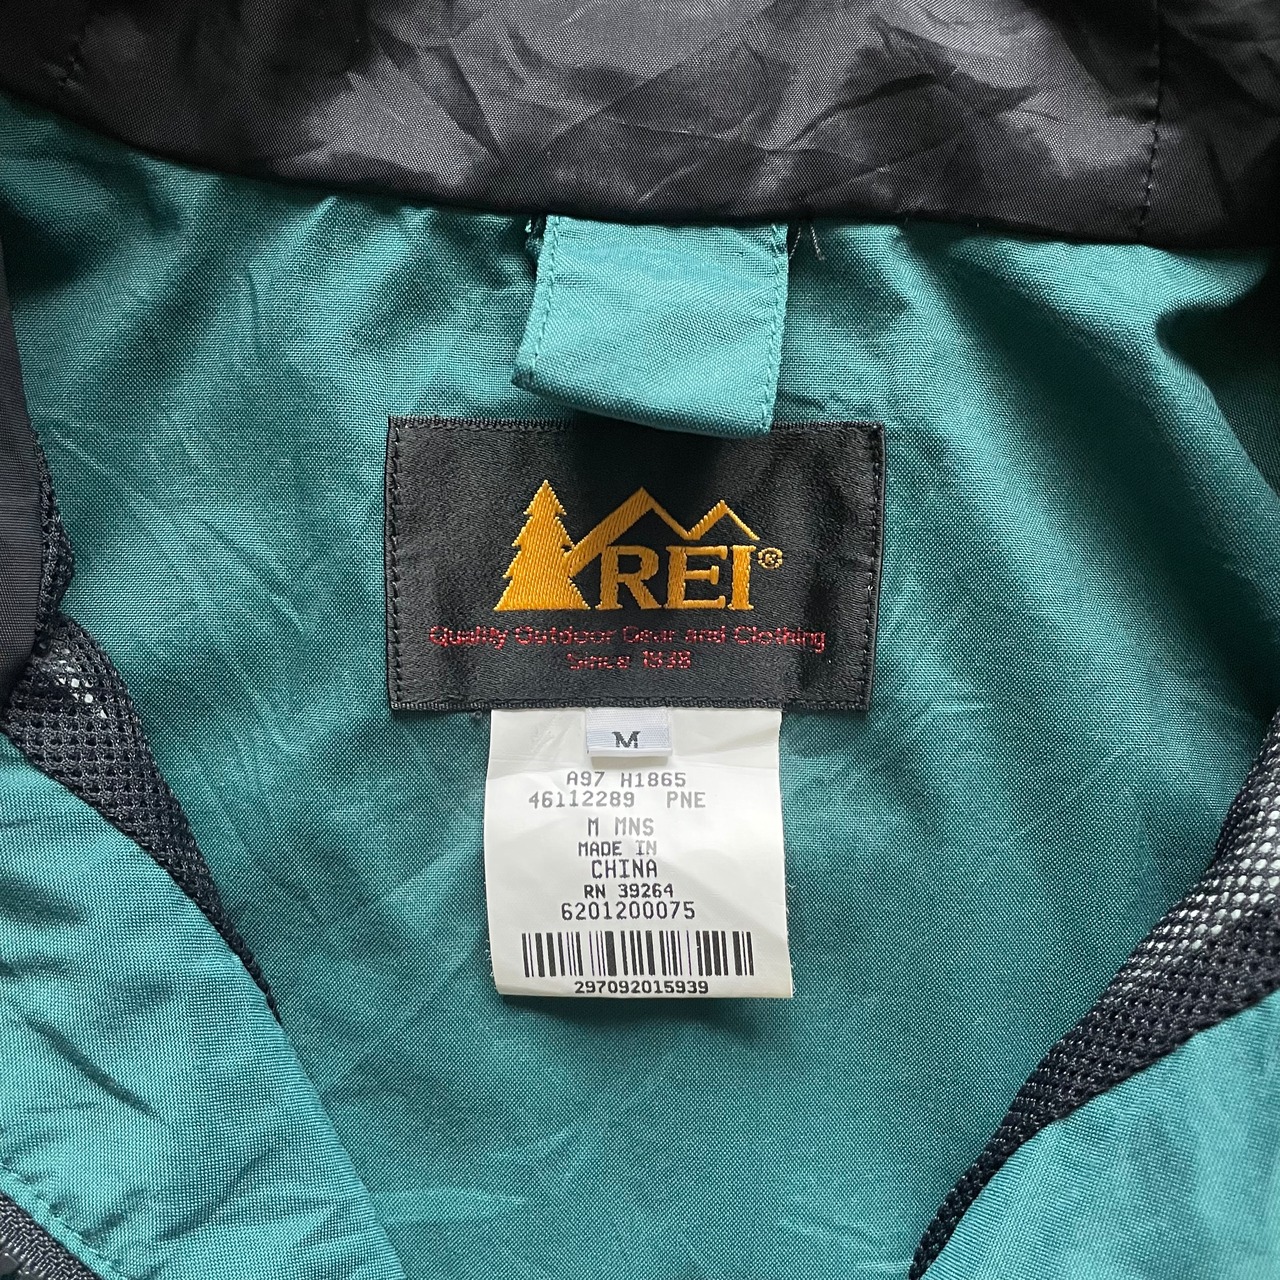 REI®
Quality Outdoor Gear and Clothing
Since 1938
M
A97 H1865
46112289 PNE
M MNS
MADE IN
CHINA
RN 39264
6201200075
297092015939